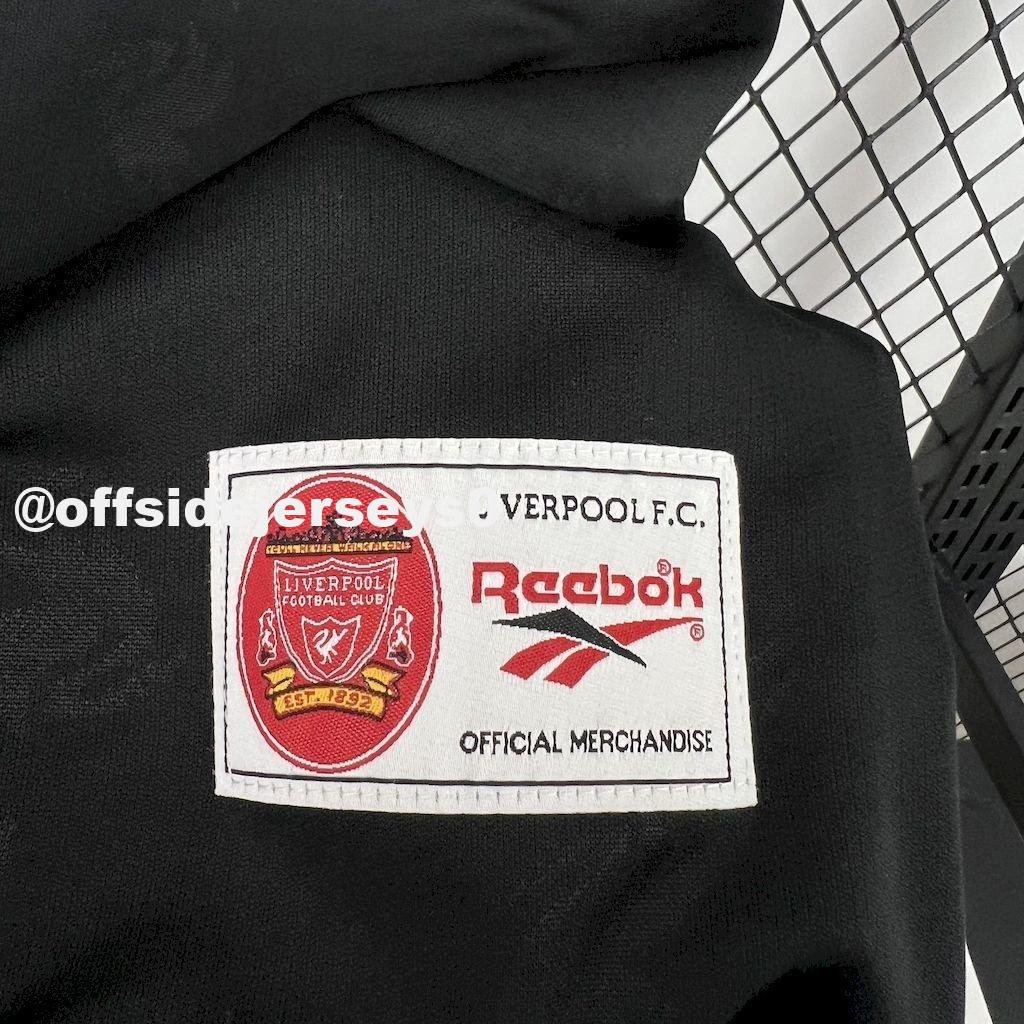 @offsidejerseys0
VERPOOL F.C.
YOU'LL NEVER WALK ALONE
LIVERPOOL
FOOTBALL CLUB
EST. 1892
Reebok
OFFICIAL MERCHANDISE